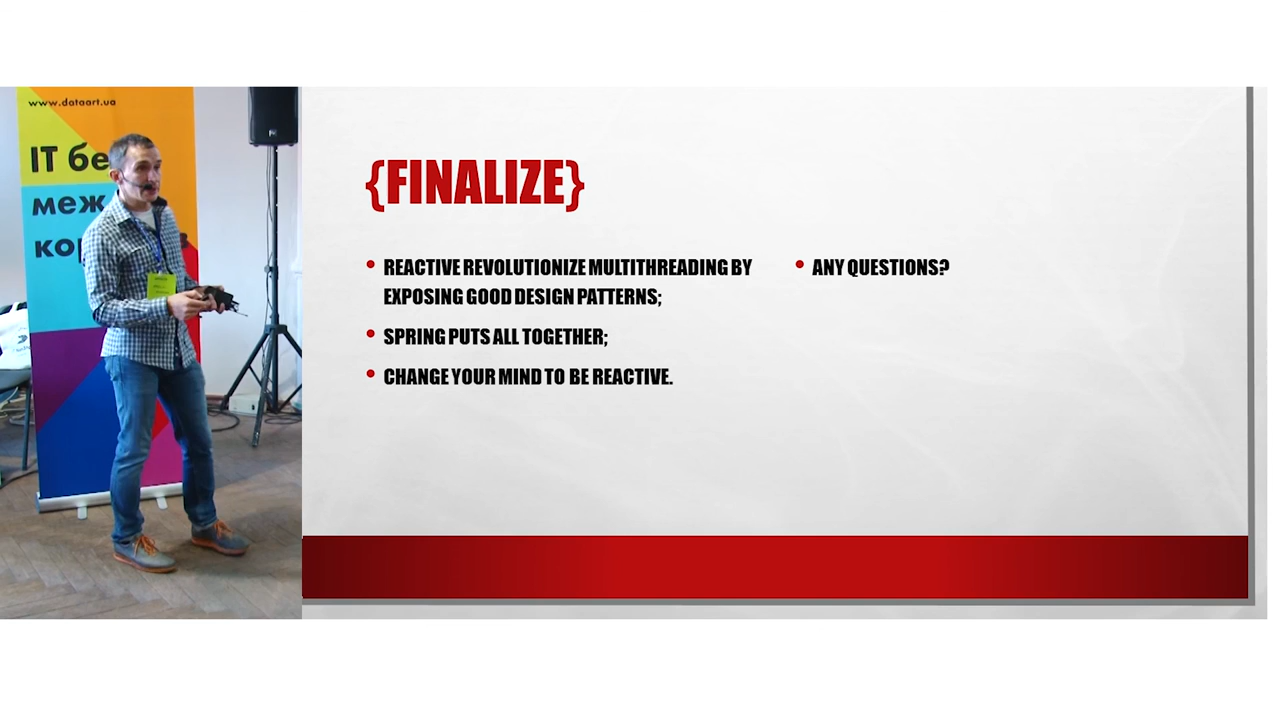 www.dataart.ua
IT бе
меж
ко
{FINALIZE}
• REACTIVE REVOLUTIONIZE MULTITHREADING BY
EXPOSING GOOD DESIGN PATTERNS;
• SPRING PUTS ALL TOGETHER;
• CHANGE YOUR MIND TO BE REACTIVE.
• ANY QUESTIONS?